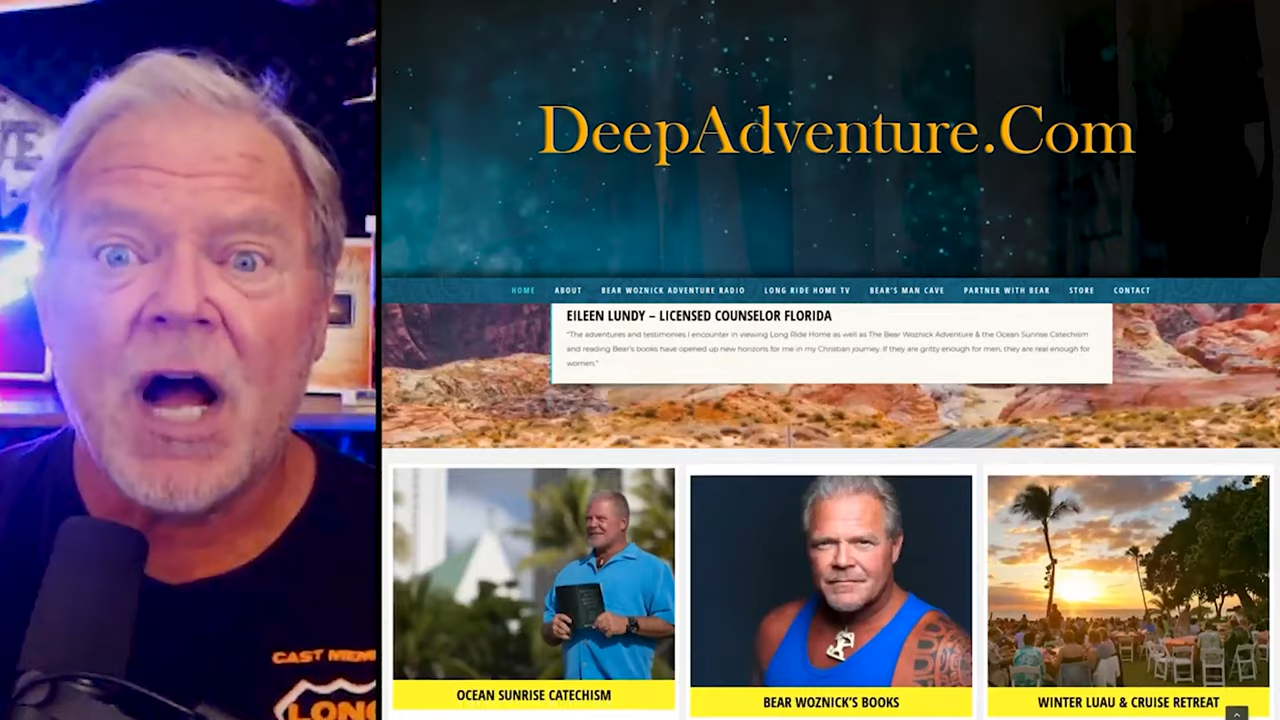 DeepAdventure.Com
HOME ABOUT BEAR WOZNICK ADVENTURE RADIO LONG RIDE HOME TV BEAR'S MAN CAVE PARTNER WITH BEAR STORE CONTACT
EILEEN LUNDY – LICENSED COUNSELOR FLORIDA
"The adventures and testimonies I encounter in viewing Long Ride Home as well as The Bear Woznick Adventure & the Ocean Sunrise Catechism
and reading Bear's books have opened up new horizons for me in my Christian journey. If they are gritty enough for men, they are real enough for
women."
OCEAN SUNRISE CATECHISM
BEAR WOZNICK'S BOOKS
WINTER LUAU & CRUISE RETREAT
CAST MEM
LONG